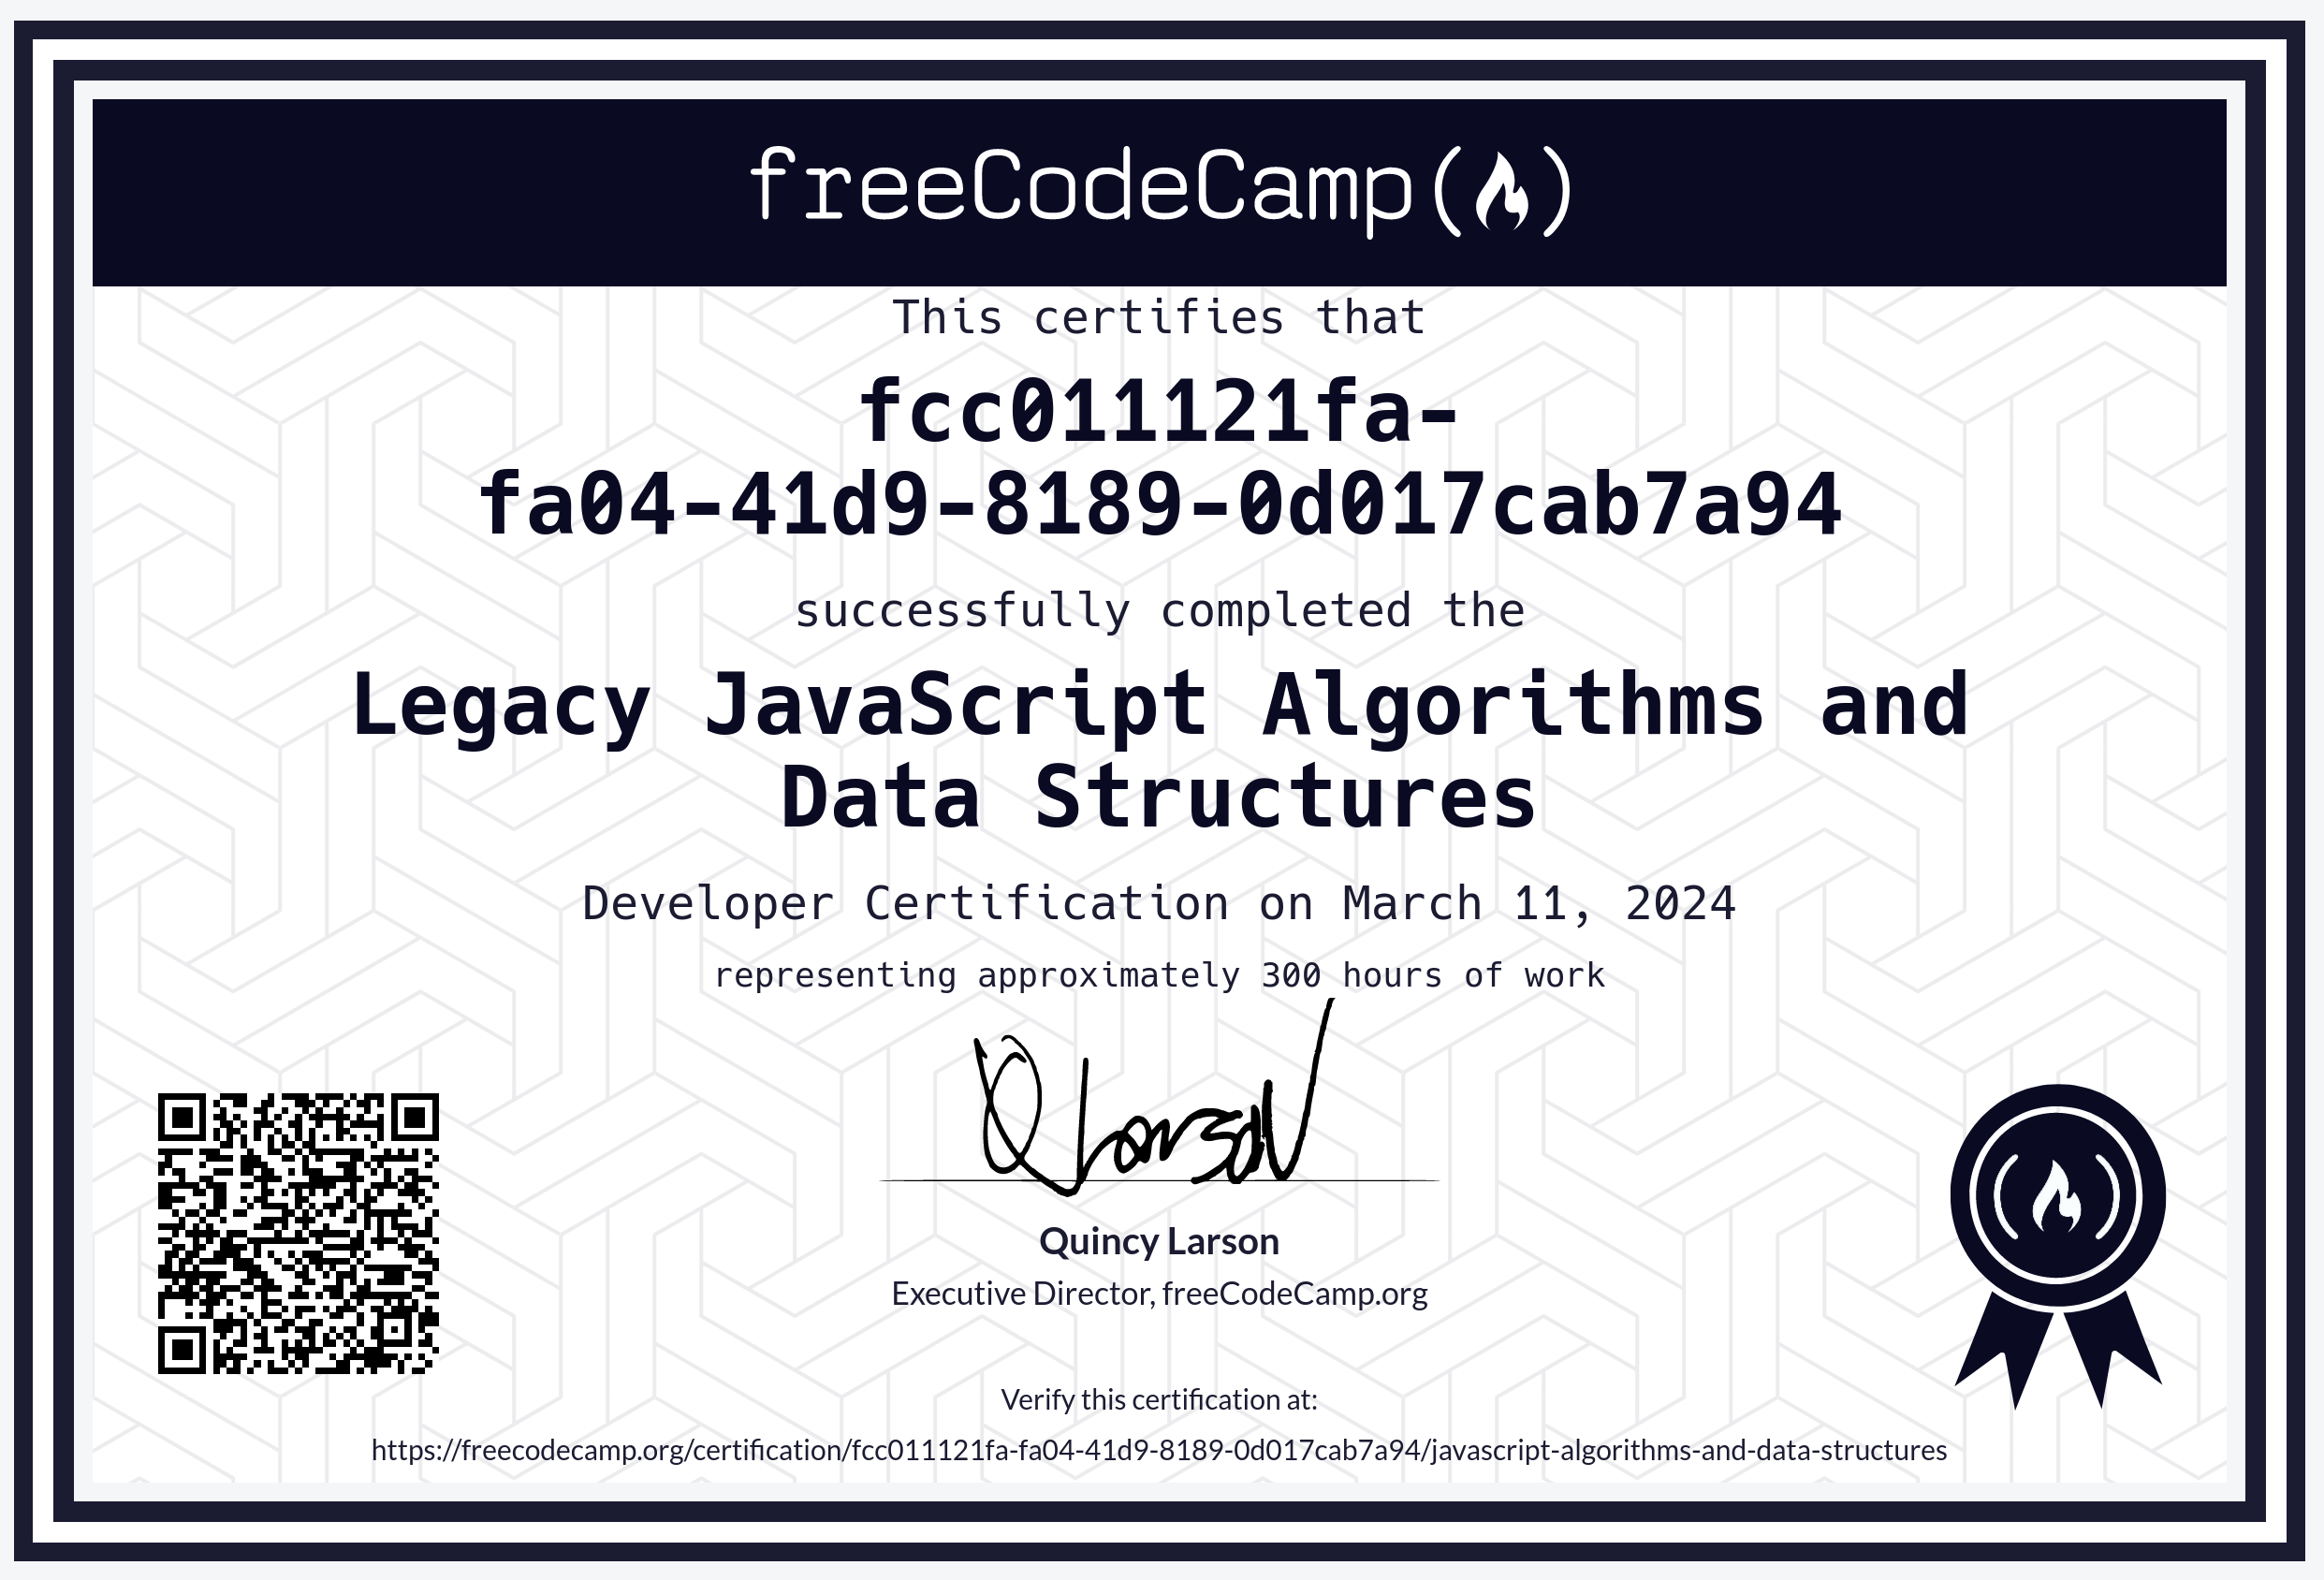 freeCodeCamp
This certifies that
fcc011121fa-
fa04-41d9-8189-0d017cab7a94
successfully completed the
Legacy JavaScript Algorithms and
Data Structures
Developer Certification on March 11, 2024
representing approximately 300 hours of work
Quincy Larson
Executive Director, freeCodeCamp.org
Verify this certification at:
https://freecodecamp.org/certification/fcc011121fa-fa04-41d9-8189-0d017cab7a94/javascript-algorithms-and-data-structures